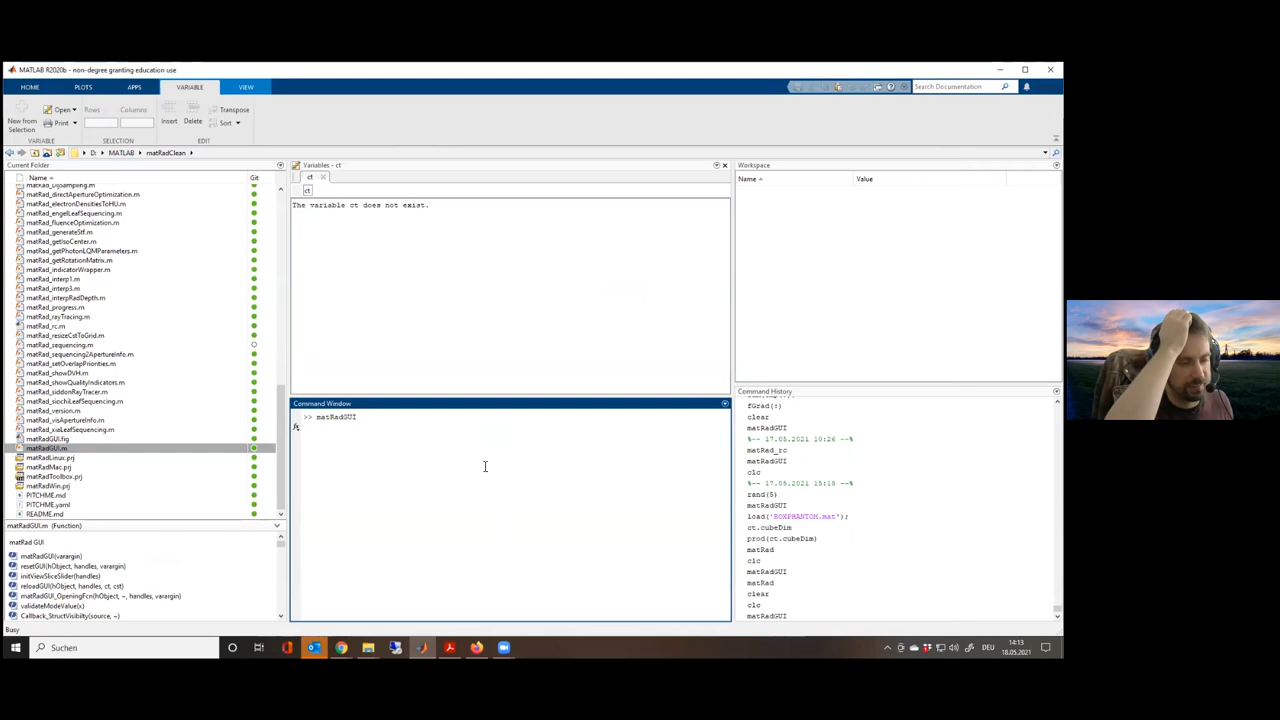 MATLAB R2020b - non-degree granting education use
HOME PLOTS APPS VARIABLE VIEW
Search Documentation
New from Selection
Open
Print
Rows Columns
Insert Delete
Transpose
Sort
VARIABLE SELECTION EDIT
D: MATLAB matRadClean
Current Folder
Name Git
matRad_directApertureOptimization.m
matRad_electronDensitiesToHU.m
matRad_engelLeafSequencing.m
matRad_fluenceOptimization.m
matRad_generateStf.m
matRad_getIsoCenter.m
matRad_getPhotonLQMParameters.m
matRad_getRotationMatrix.m
matRad_indicatorWrapper.m
matRad_interp1.m
matRad_interp3.m
matRad_interpRadDepth.m
matRad_progress.m
matRad_rayTracing.m
matRad_rc.m
matRad_resizeCstToGrid.m
matRad_sequencing.m
matRad_sequencing2ApertureInfo.m
matRad_setOverlapPriorities.m
matRad_showDVH.m
matRad_showQualityIndicators.m
matRad_siddonRayTracer.m
matRad_siochiLeafSequencing.m
matRad_version.m
matRad_visApertureInfo.m
matRad_xiaLeafSequencing.m
matRadGUI.fig
matRadGUI.m
matRadLinux.prj
matRadMac.prj
matRadToolbox.prj
matRadWin.prj
PITCHME.md
PITCHME.yaml
README.md
matRadGUI.m (Function)
matRad GUI
matRadGUI(varargin)
resetGUI(hObject, handles, varargin)
initViewSliceSlider(handles)
reloadGUI(hObject, handles, ct, cst)
matRadGUI_OpeningFcn(hObject, ~, handles, varargin)
validateModeValue(x)
Callback_StructVisibilty(source, ~)
Busy
Variables - ct
ct
ct
The variable ct does not exist.
Command Window
>> matRadGUI
fx
Workspace
Name Value
Command History
fGrad(:)
clear
matRadGUI
%-- 17.05.2021 10:26 --%
matRad_rc
matRadGUI
clc
%-- 17.05.2021 15:18 --%
rand(5)
matRadGUI
load('BOXPHANTOM.mat');
ct.cubeDim
prod(ct.cubeDim)
matRad
clc
matRadGUI
matRad
clear
clc
matRadGUI
Suchen
DEU
14:13
18.05.2021